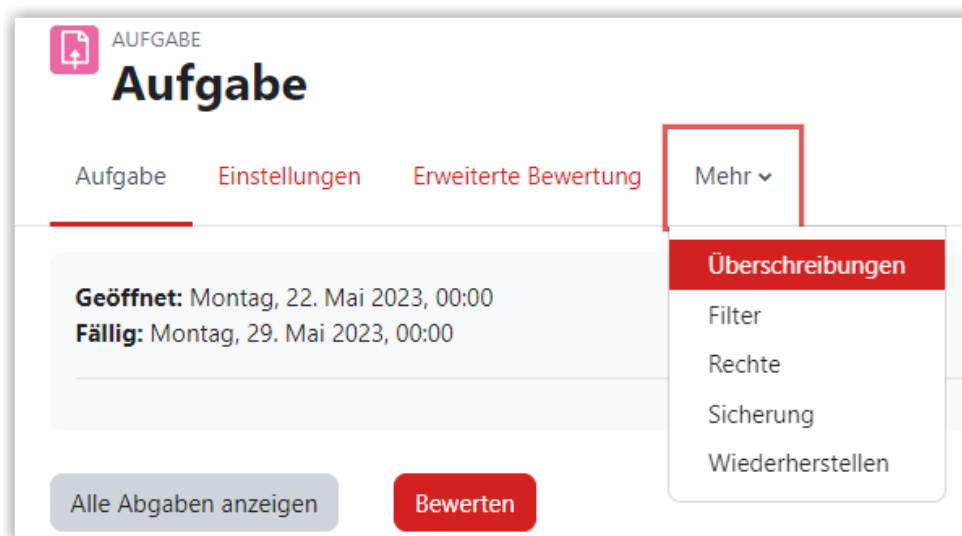 AUFGABE
Aufgabe
Aufgabe Einstellungen Erweiterte Bewertung Mehr
Überschreibungen
Filter
Rechte
Sicherung
Wiederherstellen
Geöffnet: Montag, 22. Mai 2023, 00:00
Fällig: Montag, 29. Mai 2023, 00:00
Alle Abgaben anzeigen Bewerten